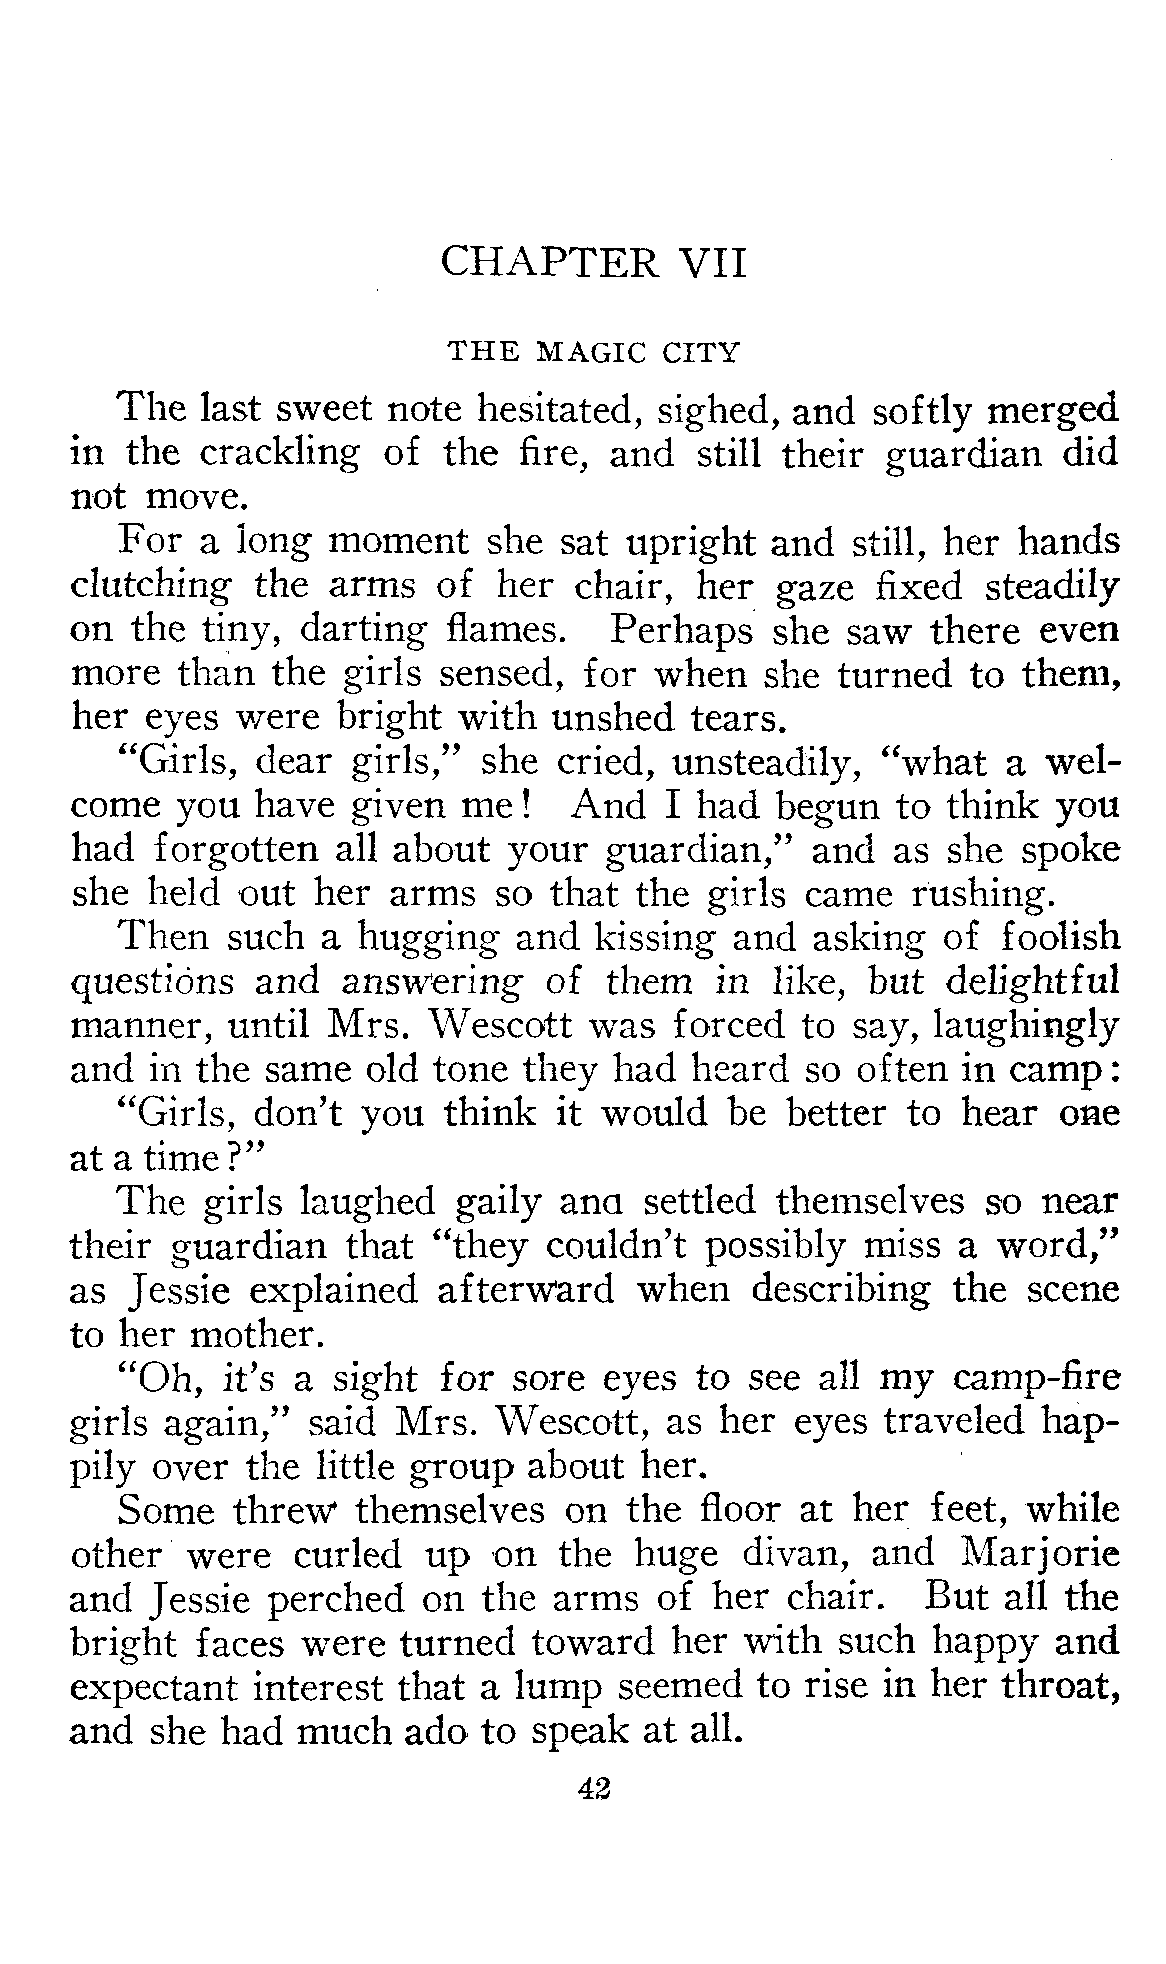 CHAPTER VII
THE MAGIC CITY
The last sweet note hesitated, sighed, and softly merged
in the crackling of the fire, and still their guardian did
not move.
For a long moment she sat upright and still, her hands
clutching the arms of her chair, her gaze fixed steadily
on the tiny, darting flames. Perhaps she saw there even
more than the girls sensed, for when she turned to them,
her eyes were bright with unshed tears.
“Girls, dear girls,” she cried, unsteadily, “what a wel-
come you have given me! And I had begun to think you
had forgotten all about your guardian,” and as she spoke
she held out her arms so that the girls came rushing.
Then such a hugging and kissing and asking of foolish
questions and answering of them in like, but delightful
manner, until Mrs. Wescott was forced to say, laughingly
and in the same old tone they had heard so often in camp:
“Girls, don’t you think it would be better to hear one
at a time?”
The girls laughed gaily and settled themselves so near
their guardian that “they couldn’t possibly miss a word,”
as Jessie explained afterward when describing the scene
to her mother.
“Oh, it’s a sight for sore eyes to see all my camp-fire
girls again,” said Mrs. Wescott, as her eyes traveled hap-
pily over the little group about her.
Some threw themselves on the floor at her feet, while
other were curled up on the huge divan, and Marjorie
and Jessie perched on the arms of her chair. But all the
bright faces were turned toward her with such happy and
expectant interest that a lump seemed to rise in her throat,
and she had much ado to speak at all.
42